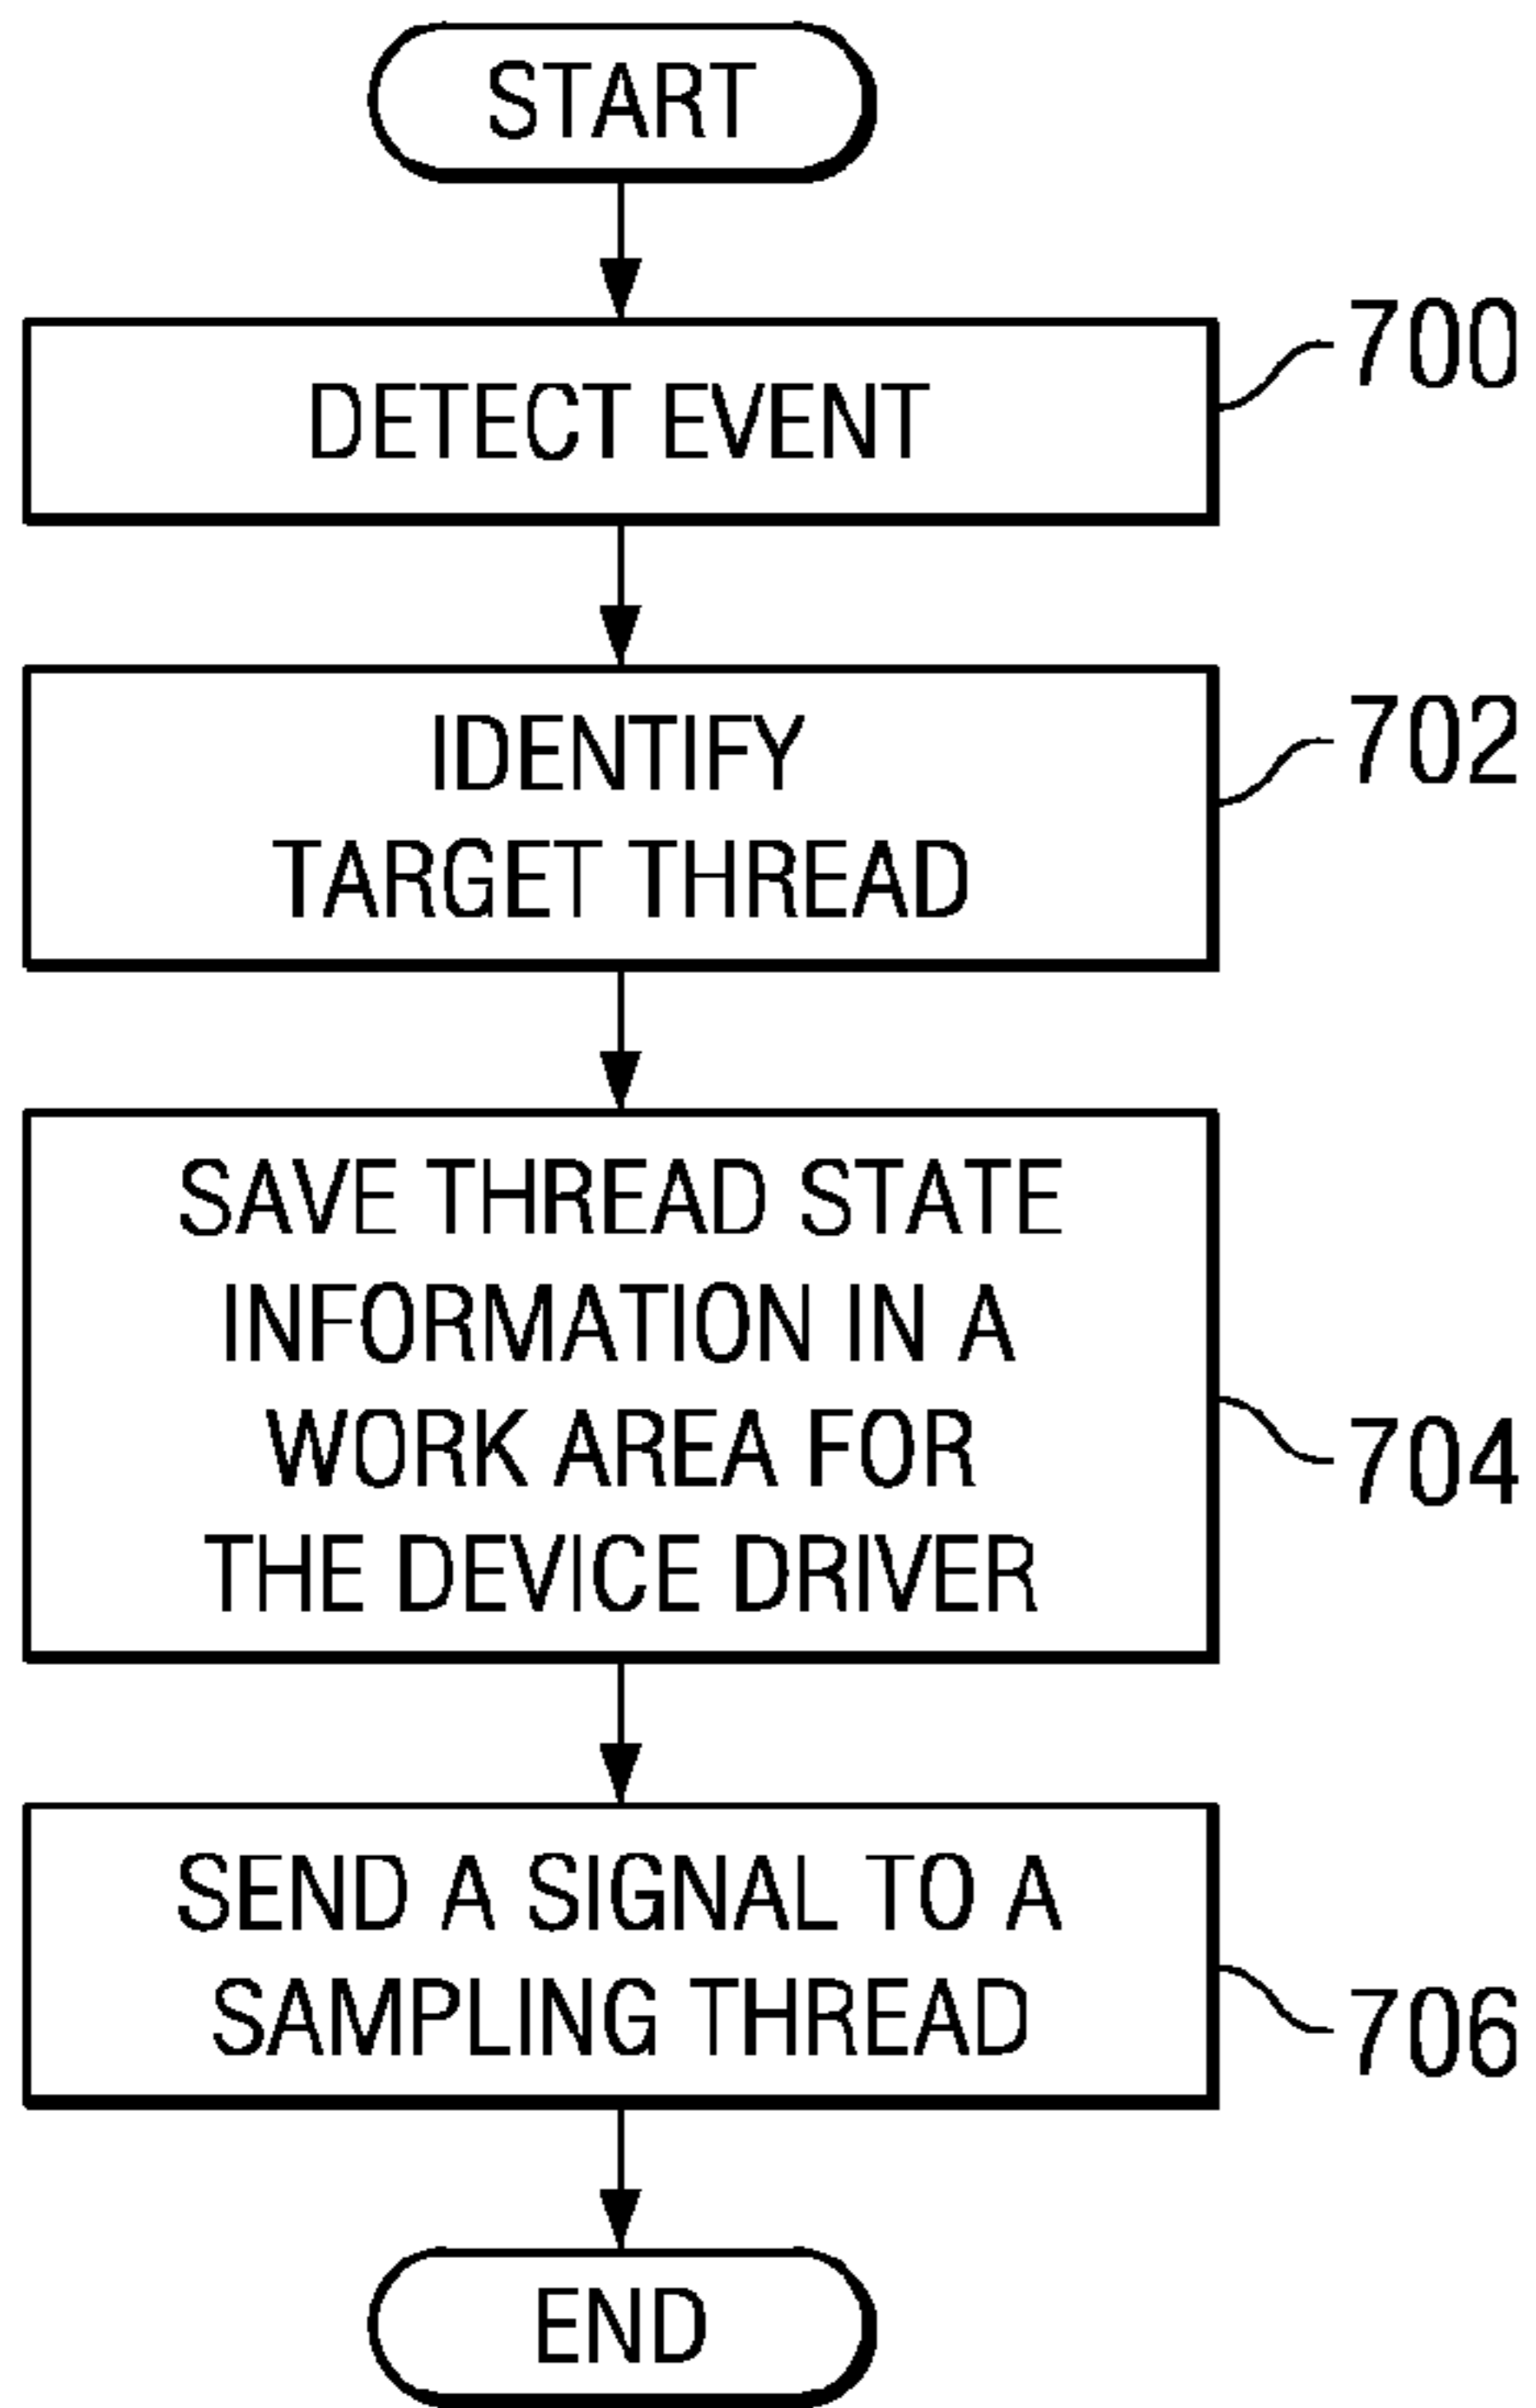 START
DETECT EVENT
700
IDENTIFY
TARGET THREAD
702
SAVE THREAD STATE
INFORMATION IN A
WORK AREA FOR
THE DEVICE DRIVER
704
SEND A SIGNAL TO A
SAMPLING THREAD
706
END